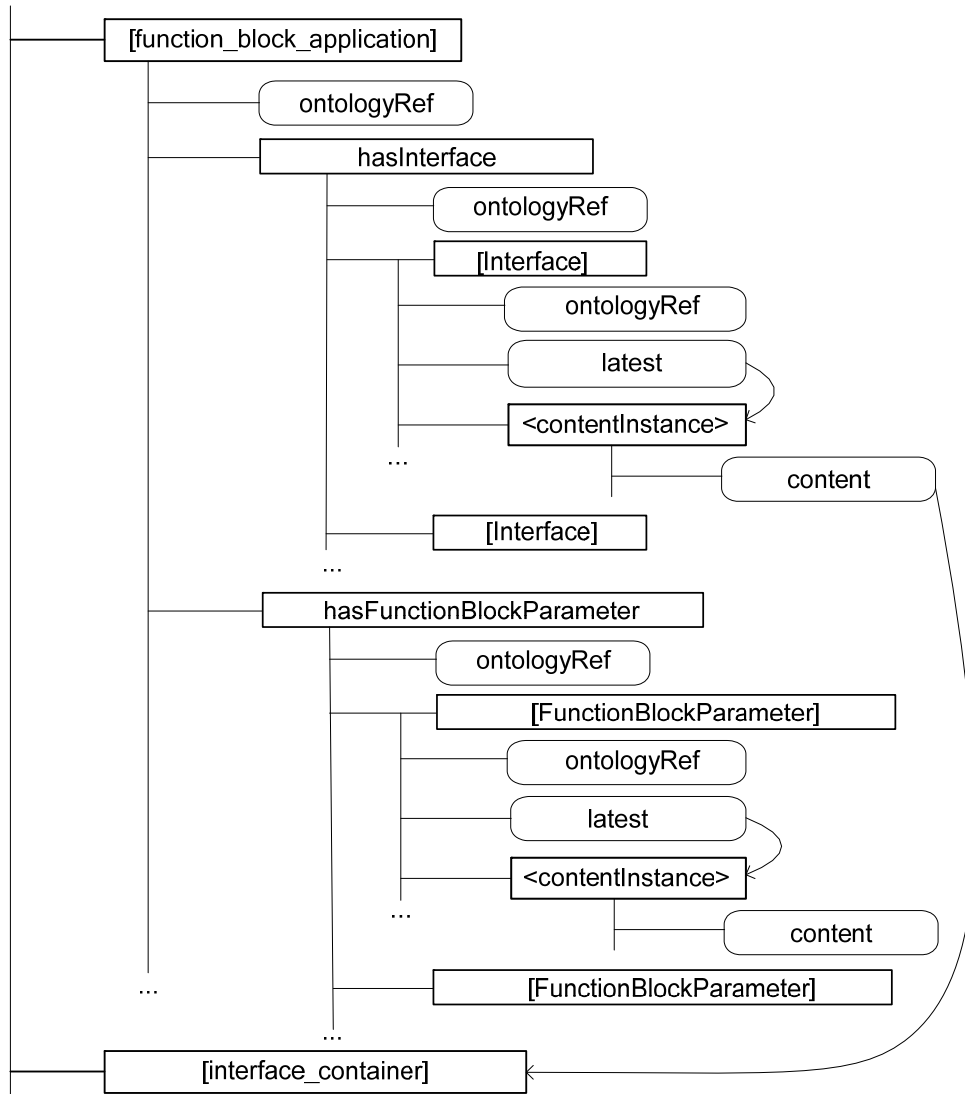 [function_block_application]
ontologyRef
hasInterface
ontologyRef
[Interface]
ontologyRef
latest
<contentInstance>
...
content
[Interface]
...
hasFunctionBlockParameter
ontologyRef
[FunctionBlockParameter]
ontologyRef
latest
<contentInstance>
...
content
[FunctionBlockParameter]
...
...
[interface_container]